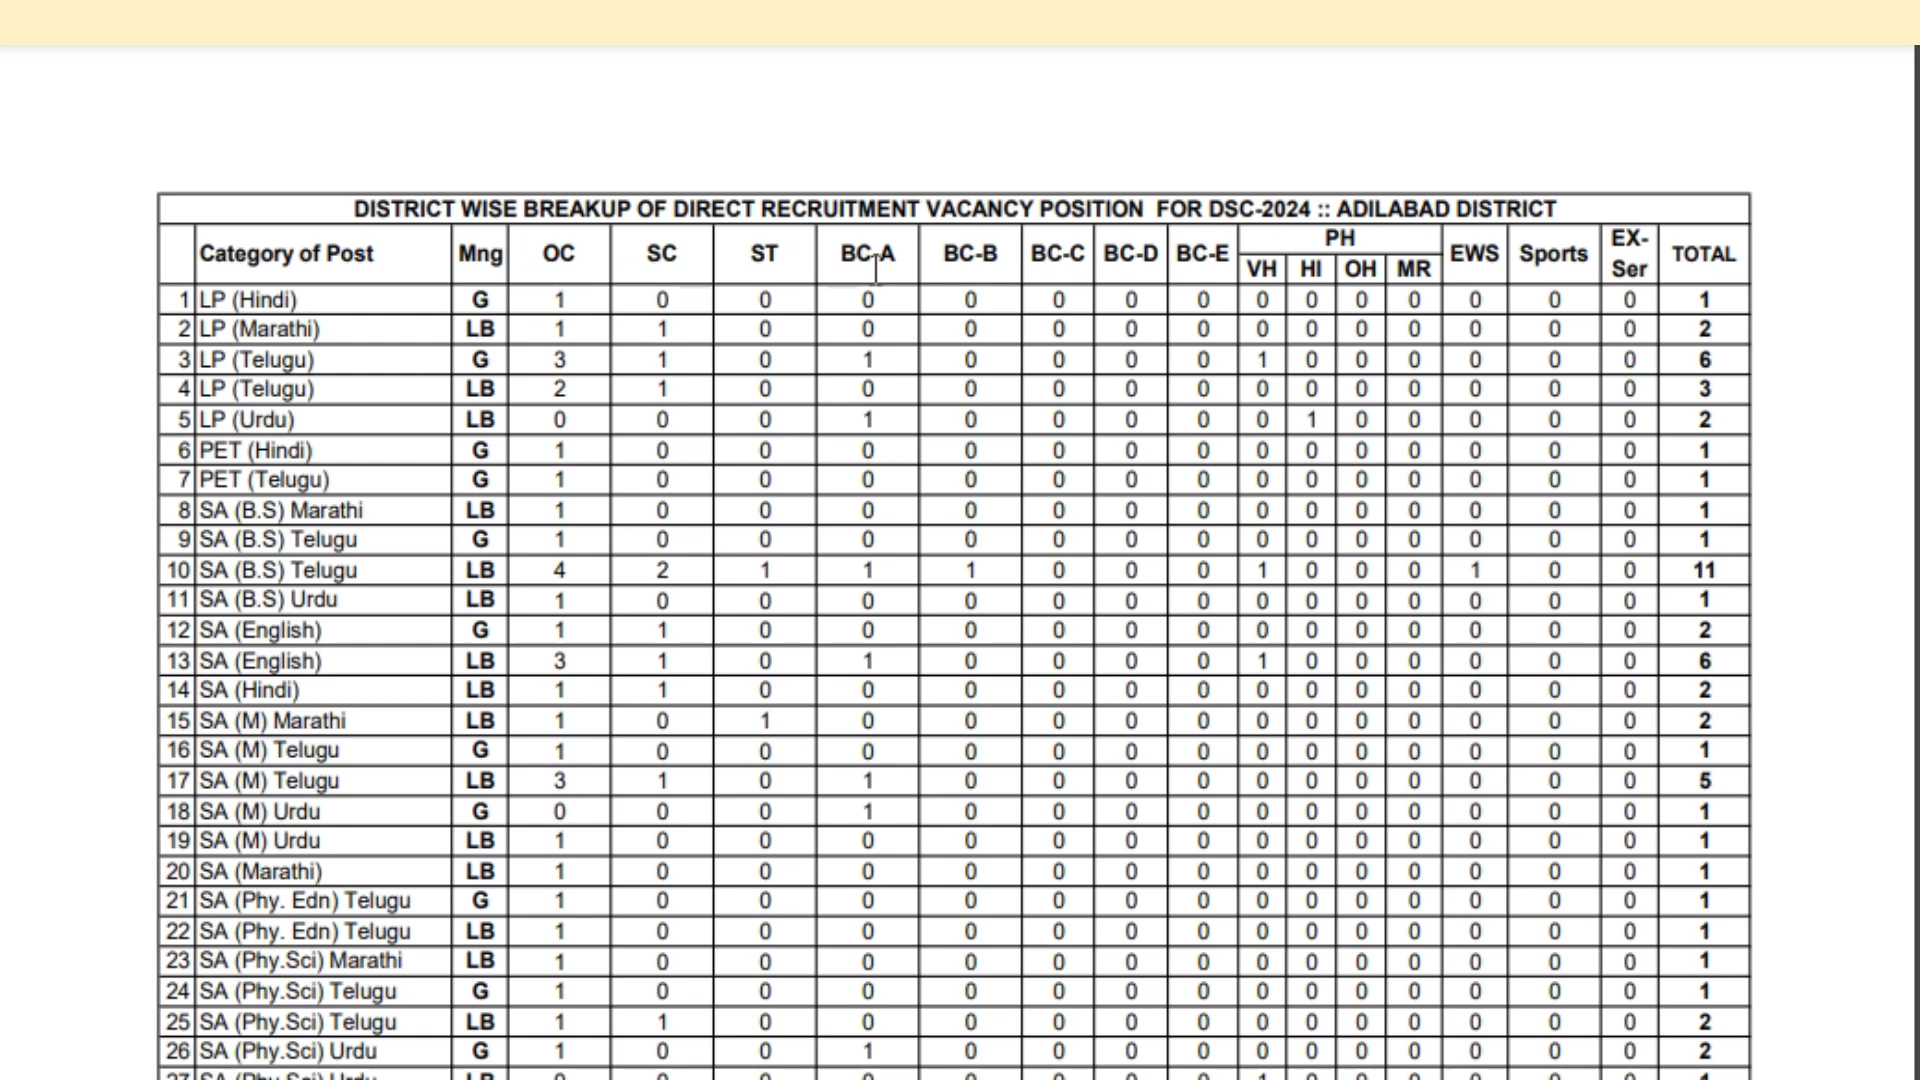 DISTRICT WISE BREAKUP OF DIRECT RECRUITMENT VACANCY POSITION FOR DSC-2024 :: ADILABAD DISTRICT
Category of Post Mng OC SC ST BC-A BC-B BC-C BC-D BC-E PH VH HI OH MR EWS Sports EX-Ser TOTAL
1 LP (Hindi) G 1 0 0 0 0 0 0 0 0 0 0 0 0 0 0 1
2 LP (Marathi) LB 1 1 0 0 0 0 0 0 0 0 0 0 0 0 0 2
3 LP (Telugu) G 3 1 0 1 0 0 0 0 1 0 0 0 0 0 0 6
4 LP (Telugu) LB 2 1 0 0 0 0 0 0 0 0 0 0 0 0 0 3
5 LP (Urdu) LB 0 0 0 1 0 0 0 0 0 1 0 0 0 0 0 2
6 PET (Hindi) G 1 0 0 0 0 0 0 0 0 0 0 0 0 0 0 1
7 PET (Telugu) G 1 0 0 0 0 0 0 0 0 0 0 0 0 0 0 1
8 SA (B.S) Marathi LB 1 0 0 0 0 0 0 0 0 0 0 0 0 0 0 1
9 SA (B.S) Telugu G 1 0 0 0 0 0 0 0 0 0 0 0 0 0 0 1
10 SA (B.S) Telugu LB 4 2 1 1 1 0 0 0 1 0 0 0 1 0 0 11
11 SA (B.S) Urdu LB 1 0 0 0 0 0 0 0 0 0 0 0 0 0 0 1
12 SA (English) G 1 1 0 0 0 0 0 0 0 0 0 0 0 0 0 2
13 SA (English) LB 3 1 0 1 0 0 0 0 1 0 0 0 0 0 0 6
14 SA (Hindi) LB 1 1 0 0 0 0 0 0 0 0 0 0 0 0 0 2
15 SA (M) Marathi LB 1 0 1 0 0 0 0 0 0 0 0 0 0 0 0 2
16 SA (M) Telugu G 1 0 0 0 0 0 0 0 0 0 0 0 0 0 0 1
17 SA (M) Telugu LB 3 1 0 1 0 0 0 0 0 0 0 0 0 0 0 5
18 SA (M) Urdu G 0 0 0 1 0 0 0 0 0 0 0 0 0 0 0 1
19 SA (M) Urdu LB 1 0 0 0 0 0 0 0 0 0 0 0 0 0 0 1
20 SA (Marathi) LB 1 0 0 0 0 0 0 0 0 0 0 0 0 0 0 1
21 SA (Phy. Edn) Telugu G 1 0 0 0 0 0 0 0 0 0 0 0 0 0 0 1
22 SA (Phy. Edn) Telugu LB 1 0 0 0 0 0 0 0 0 0 0 0 0 0 0 1
23 SA (Phy.Sci) Marathi LB 1 0 0 0 0 0 0 0 0 0 0 0 0 0 0 1
24 SA (Phy.Sci) Telugu G 1 0 0 0 0 0 0 0 0 0 0 0 0 0 0 1
25 SA (Phy.Sci) Telugu LB 1 1 0 0 0 0 0 0 0 0 0 0 0 0 0 2
26 SA (Phy.Sci) Urdu G 1 0 0 1 0 0 0 0 0 0 0 0 0 0 0 2